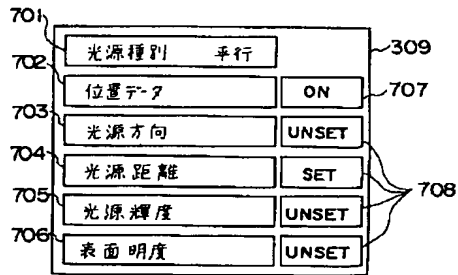 701
光源種別 平行
309
702
位置データ ON
707
703
光源方向 UNSET
704
光源距離 SET
708
705
光源輝度 UNSET
706
表面明度 UNSET